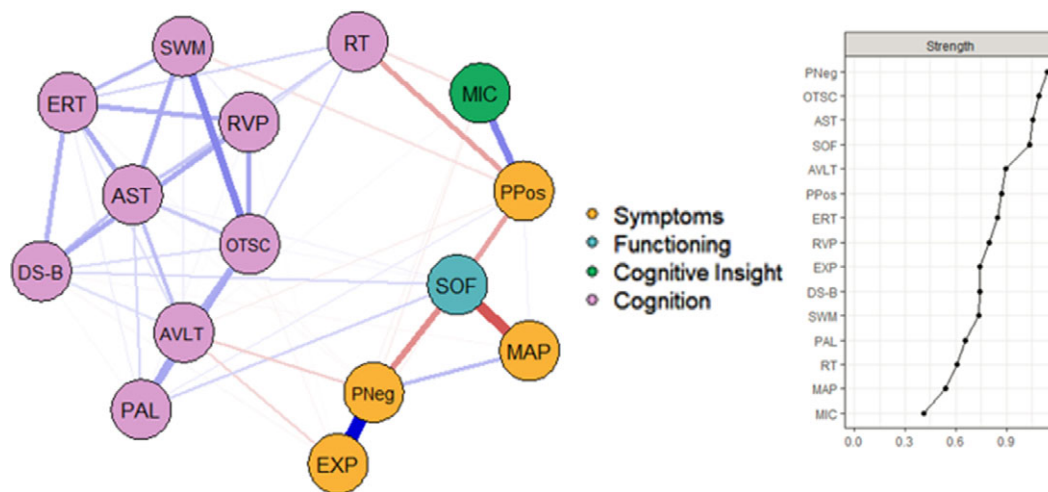 SWM
RT
ERT
MIC
RVP
AST
PPos
OTSC
DS-B
SOF
AVLT
MAP
PNeg
PAL
EXP
Symptoms
Functioning
Cognitive Insight
Cognition
Strength
PNeg
OTSC
AST
SOF
AVLT
PPos
ERT
RVP
EXP
DS-B
SWM
PAL
RT
MAP
MIC
0.0 0.3 0.6 0.9